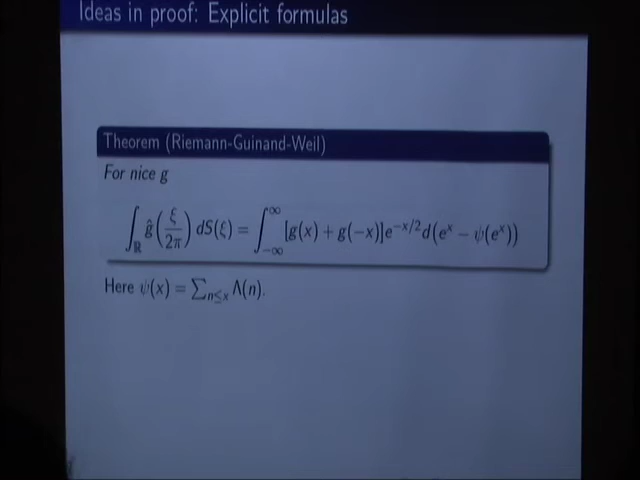 Ideas in proof: Explicit formulas
Theorem (Riemann-Guinand-Weil)
For nice g
∫_ℝ ĝ(ξ/2π) dS(ξ) = ∫_{-∞}^{∞} [g(x) + g(-x)]e^{-x/2}d(e^x − ψ(e^x))
Here ψ(x) = ∑_{n≤x} Λ(n).